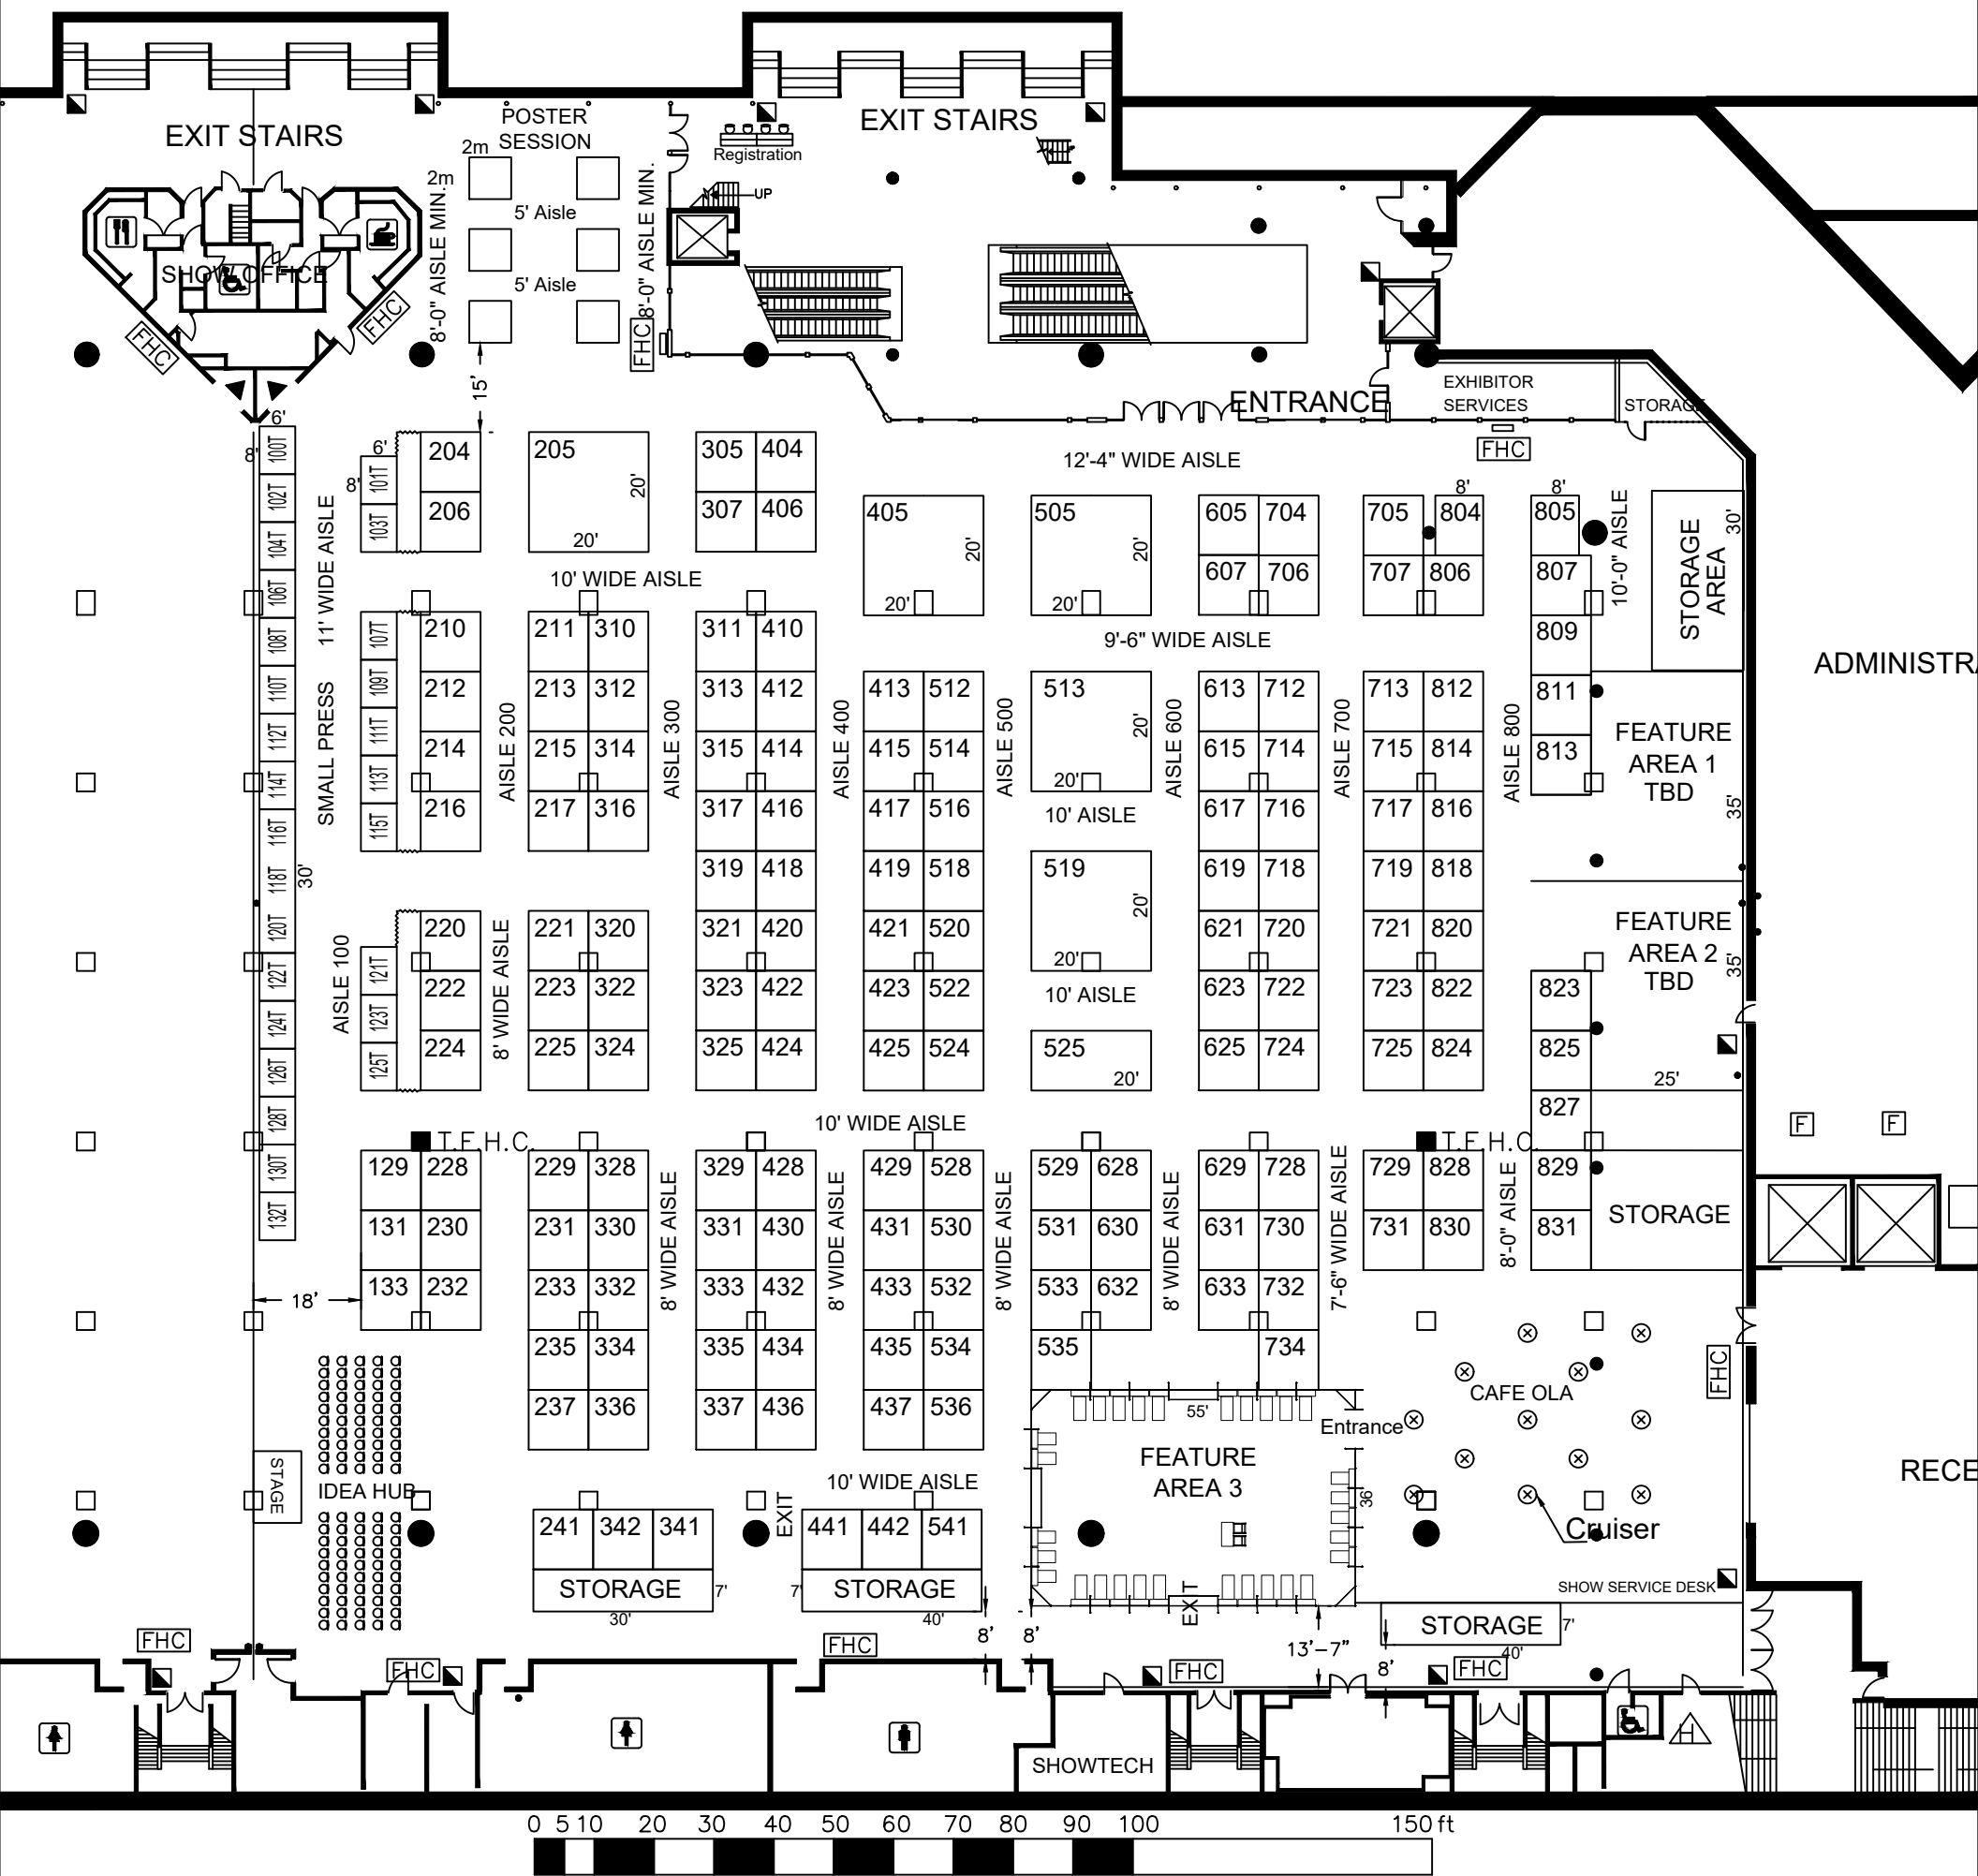 EXIT STAIRS
POSTER
SESSION
EXIT STAIRS
2m
2m
Registration
UP
5' Aisle
5' Aisle
8'-0" AISLE MIN.
8'-0" AISLE MIN.
SHOW OFFICE
FHC
FHC
FHC
15'
ENTRANCE
EXHIBITOR
SERVICES
STORAGE
FHC
12'-4" WIDE AISLE
6'
8'
100T
102T
104T
106T
108T
110T
112T
114T
116T
118T
120T
122T
124T
126T
128T
130T
132T
30'
11' WIDE AISLE
SMALL PRESS
AISLE 100
6'
8'
101T
103T
107T
109T
111T
113T
115T
121T
123T
125T
204
206
210
212
214
216
220
222
224
AISLE 200
8' WIDE AISLE
205
20'
20'
10' WIDE AISLE
211 310
213 312
215 314
217 316
221 320
223 322
225 324
AISLE 300
305 404
307 406
311 410
313 412
315 414
317 416
319 418
321 420
323 422
325 424
AISLE 400
405
20'
20'
413 512
415 514
417 516
419 518
421 520
423 522
425 524
AISLE 500
505
20'
20'
9'-6" WIDE AISLE
513
20'
20'
10' AISLE
519
20'
20'
10' AISLE
525
20'
AISLE 600
605 704
607 706
613 712
615 714
617 716
619 718
621 720
623 722
625 724
AISLE 700
8'
705 804
707 806
713 812
715 814
717 816
719 818
721 820
723 822
725 824
AISLE 800
8'
805
807
809
811
813
823
825
827
829
831
10'-0" AISLE
STORAGE
AREA
30'
FEATURE
AREA 1
TBD
35'
FEATURE
AREA 2
TBD
35'
25'
STORAGE
ADMINISTRA
F
F
10' WIDE AISLE
T.F.H.C.
T.F.H.C.
129 228
131 230
133 232
18'
229 328
231 330
233 332
235 334
237 336
8' WIDE AISLE
329 428
331 430
333 432
335 434
337 436
8' WIDE AISLE
429 528
431 530
433 532
435 534
437 536
8' WIDE AISLE
529 628
531 630
533 632
535
8' WIDE AISLE
629 728
631 730
633 732
734
7'-6" WIDE AISLE
729 828
731 830
8'-0" AISLE
STAGE
IDEA HUB
10' WIDE AISLE
241 342 341
STORAGE
7'
30'
EXIT
441 442 541
7'
STORAGE
40'
8'
8'
55'
Entrance
FEATURE
AREA 3
36'
EXIT
13'-7"
CAFE OLA
Cruiser
FHC
SHOW SERVICE DESK
STORAGE
7'
40'
8'
RECE
FHC
FHC
FHC
FHC
FHC
SHOWTECH
H
0 5 10 20 30 40 50 60 70 80 90 100 150 ft